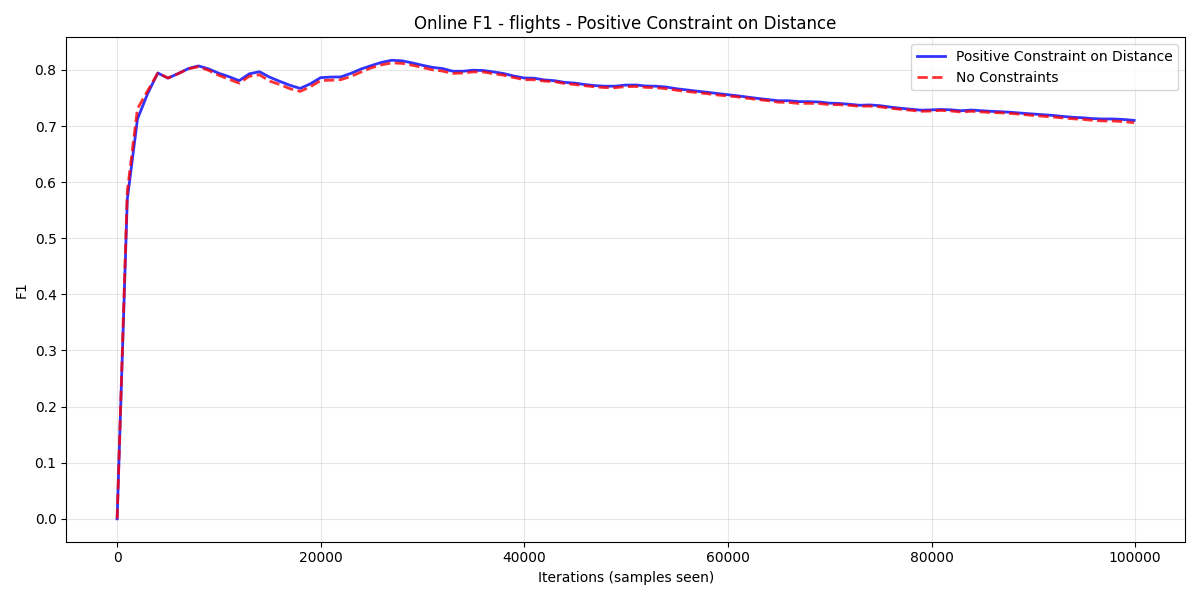 Online F1 - flights - Positive Constraint on Distance
Positive Constraint on Distance
No Constraints
F1
0.8
0.7
0.6
0.5
0.4
0.3
0.2
0.1
0.0
0 20000 40000 60000 80000 100000
Iterations (samples seen)